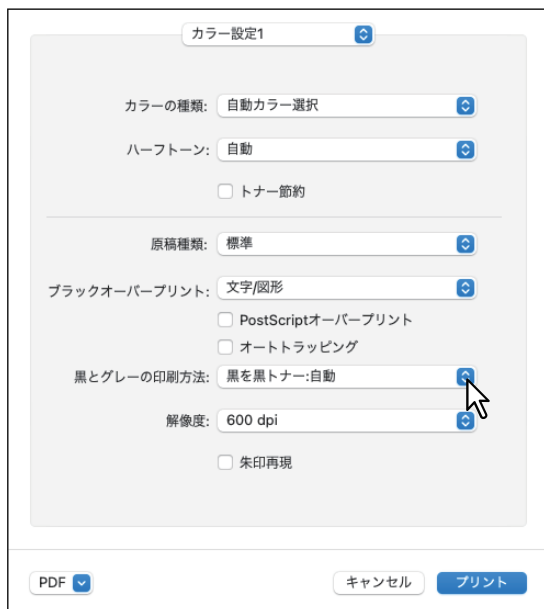 カラー設定1
カラーの種類: 自動カラー選択
ハーフトーン: 自動
トナー節約
原稿種類: 標準
ブラックオーバープリント: 文字/図形
PostScriptオーバープリント
オートトラッピング
黒とグレーの印刷方法: 黒を黒トナー:自動
解像度: 600 dpi
朱印再現
PDF キャンセル プリント